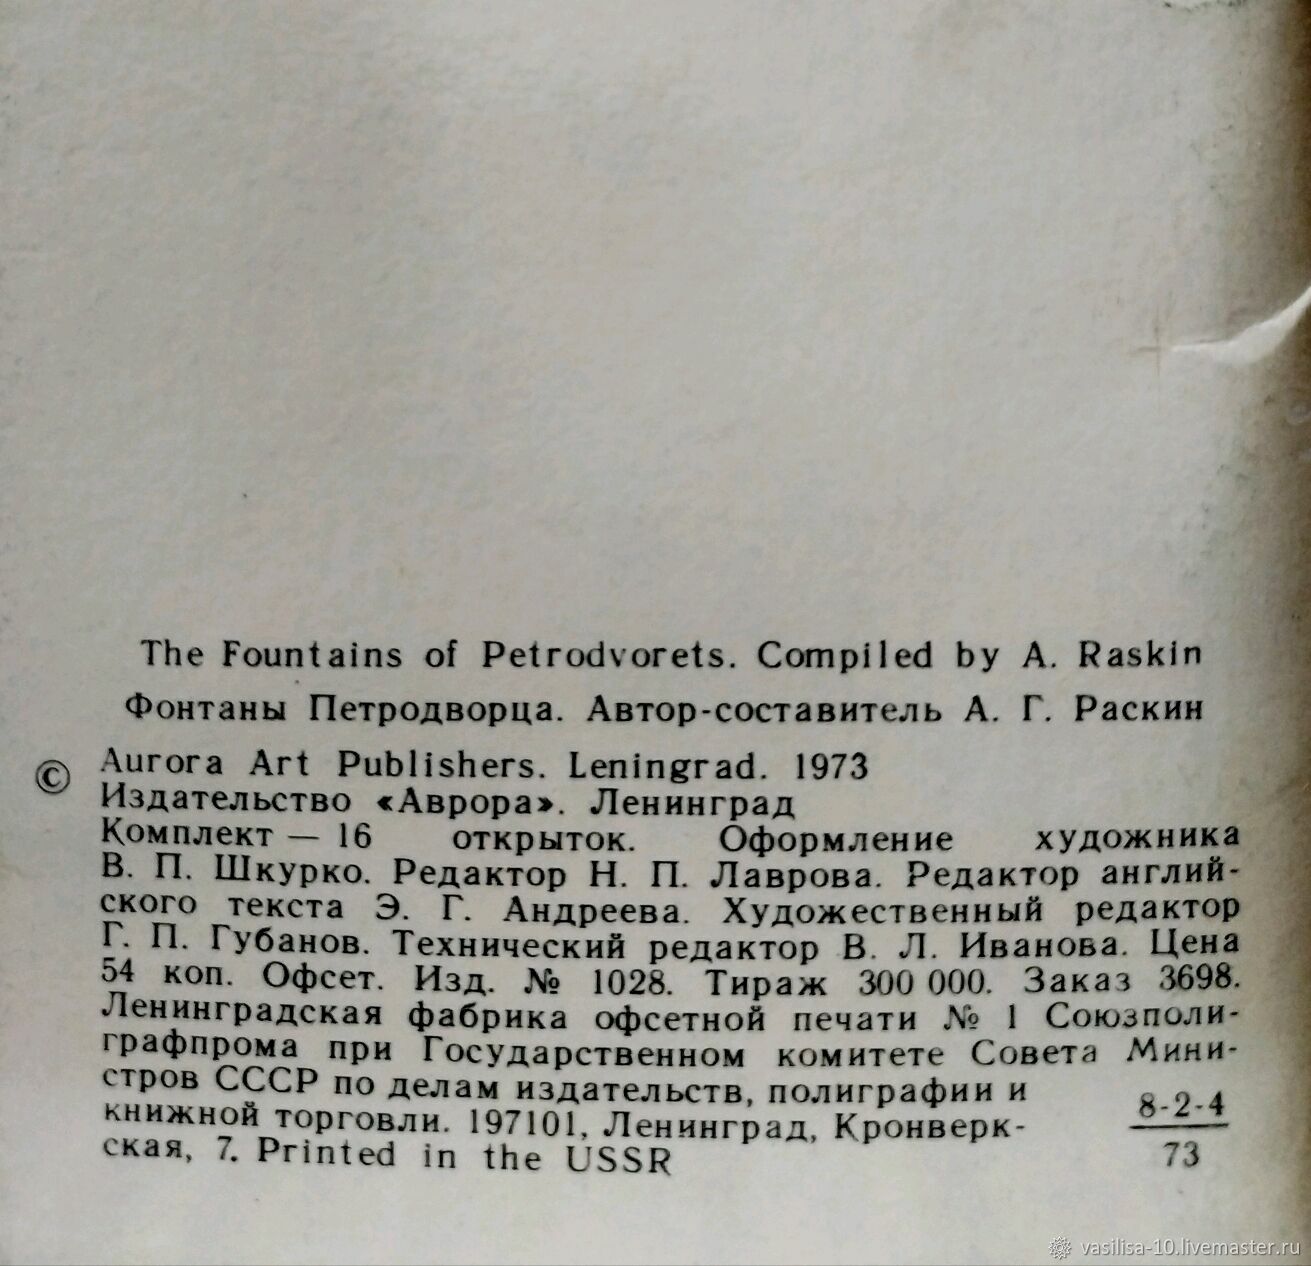 The Fountains of Petrodvorets. Compiled by A. Raskin
Фонтаны Петродворца. Автор-составитель А. Г. Раскин
© Aurora Art Publishers. Leningrad. 1973
Издательство «Аврора». Ленинград
Комплект — 16 открыток. Оформление художника
В. П. Шкурко. Редактор Н. П. Лаврова. Редактор англий-
ского текста Э. Г. Андреева. Художественный редактор
Г. П. Губанов. Технический редактор В. Л. Иванова. Цена
54 коп. Офсет. Изд. № 1028. Тираж 300 000. Заказ 3698.
Ленинградская фабрика офсетной печати № 1 Союзполи-
графпрома при Государственном комитете Совета Мини-
стров СССР по делам издательств, полиграфии и
книжной торговли. 197101, Ленинград, Кронверк-
ская, 7. Printed in the USSR
8-2-4
73
vasilisa-10.livemaster.ru